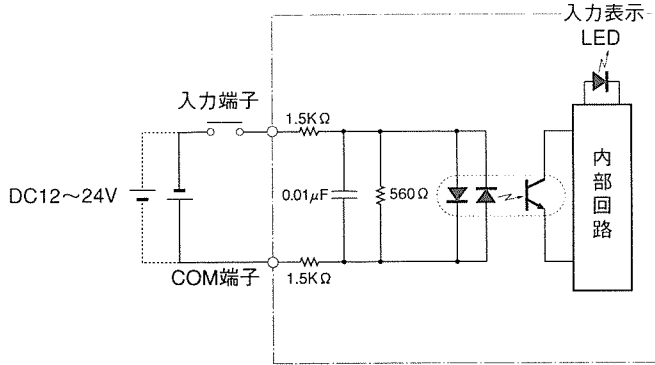 入力表示
LED
入力端子
1.5KΩ
DC12～24V
0.01μF
560Ω
内部回路
COM端子
1.5KΩ